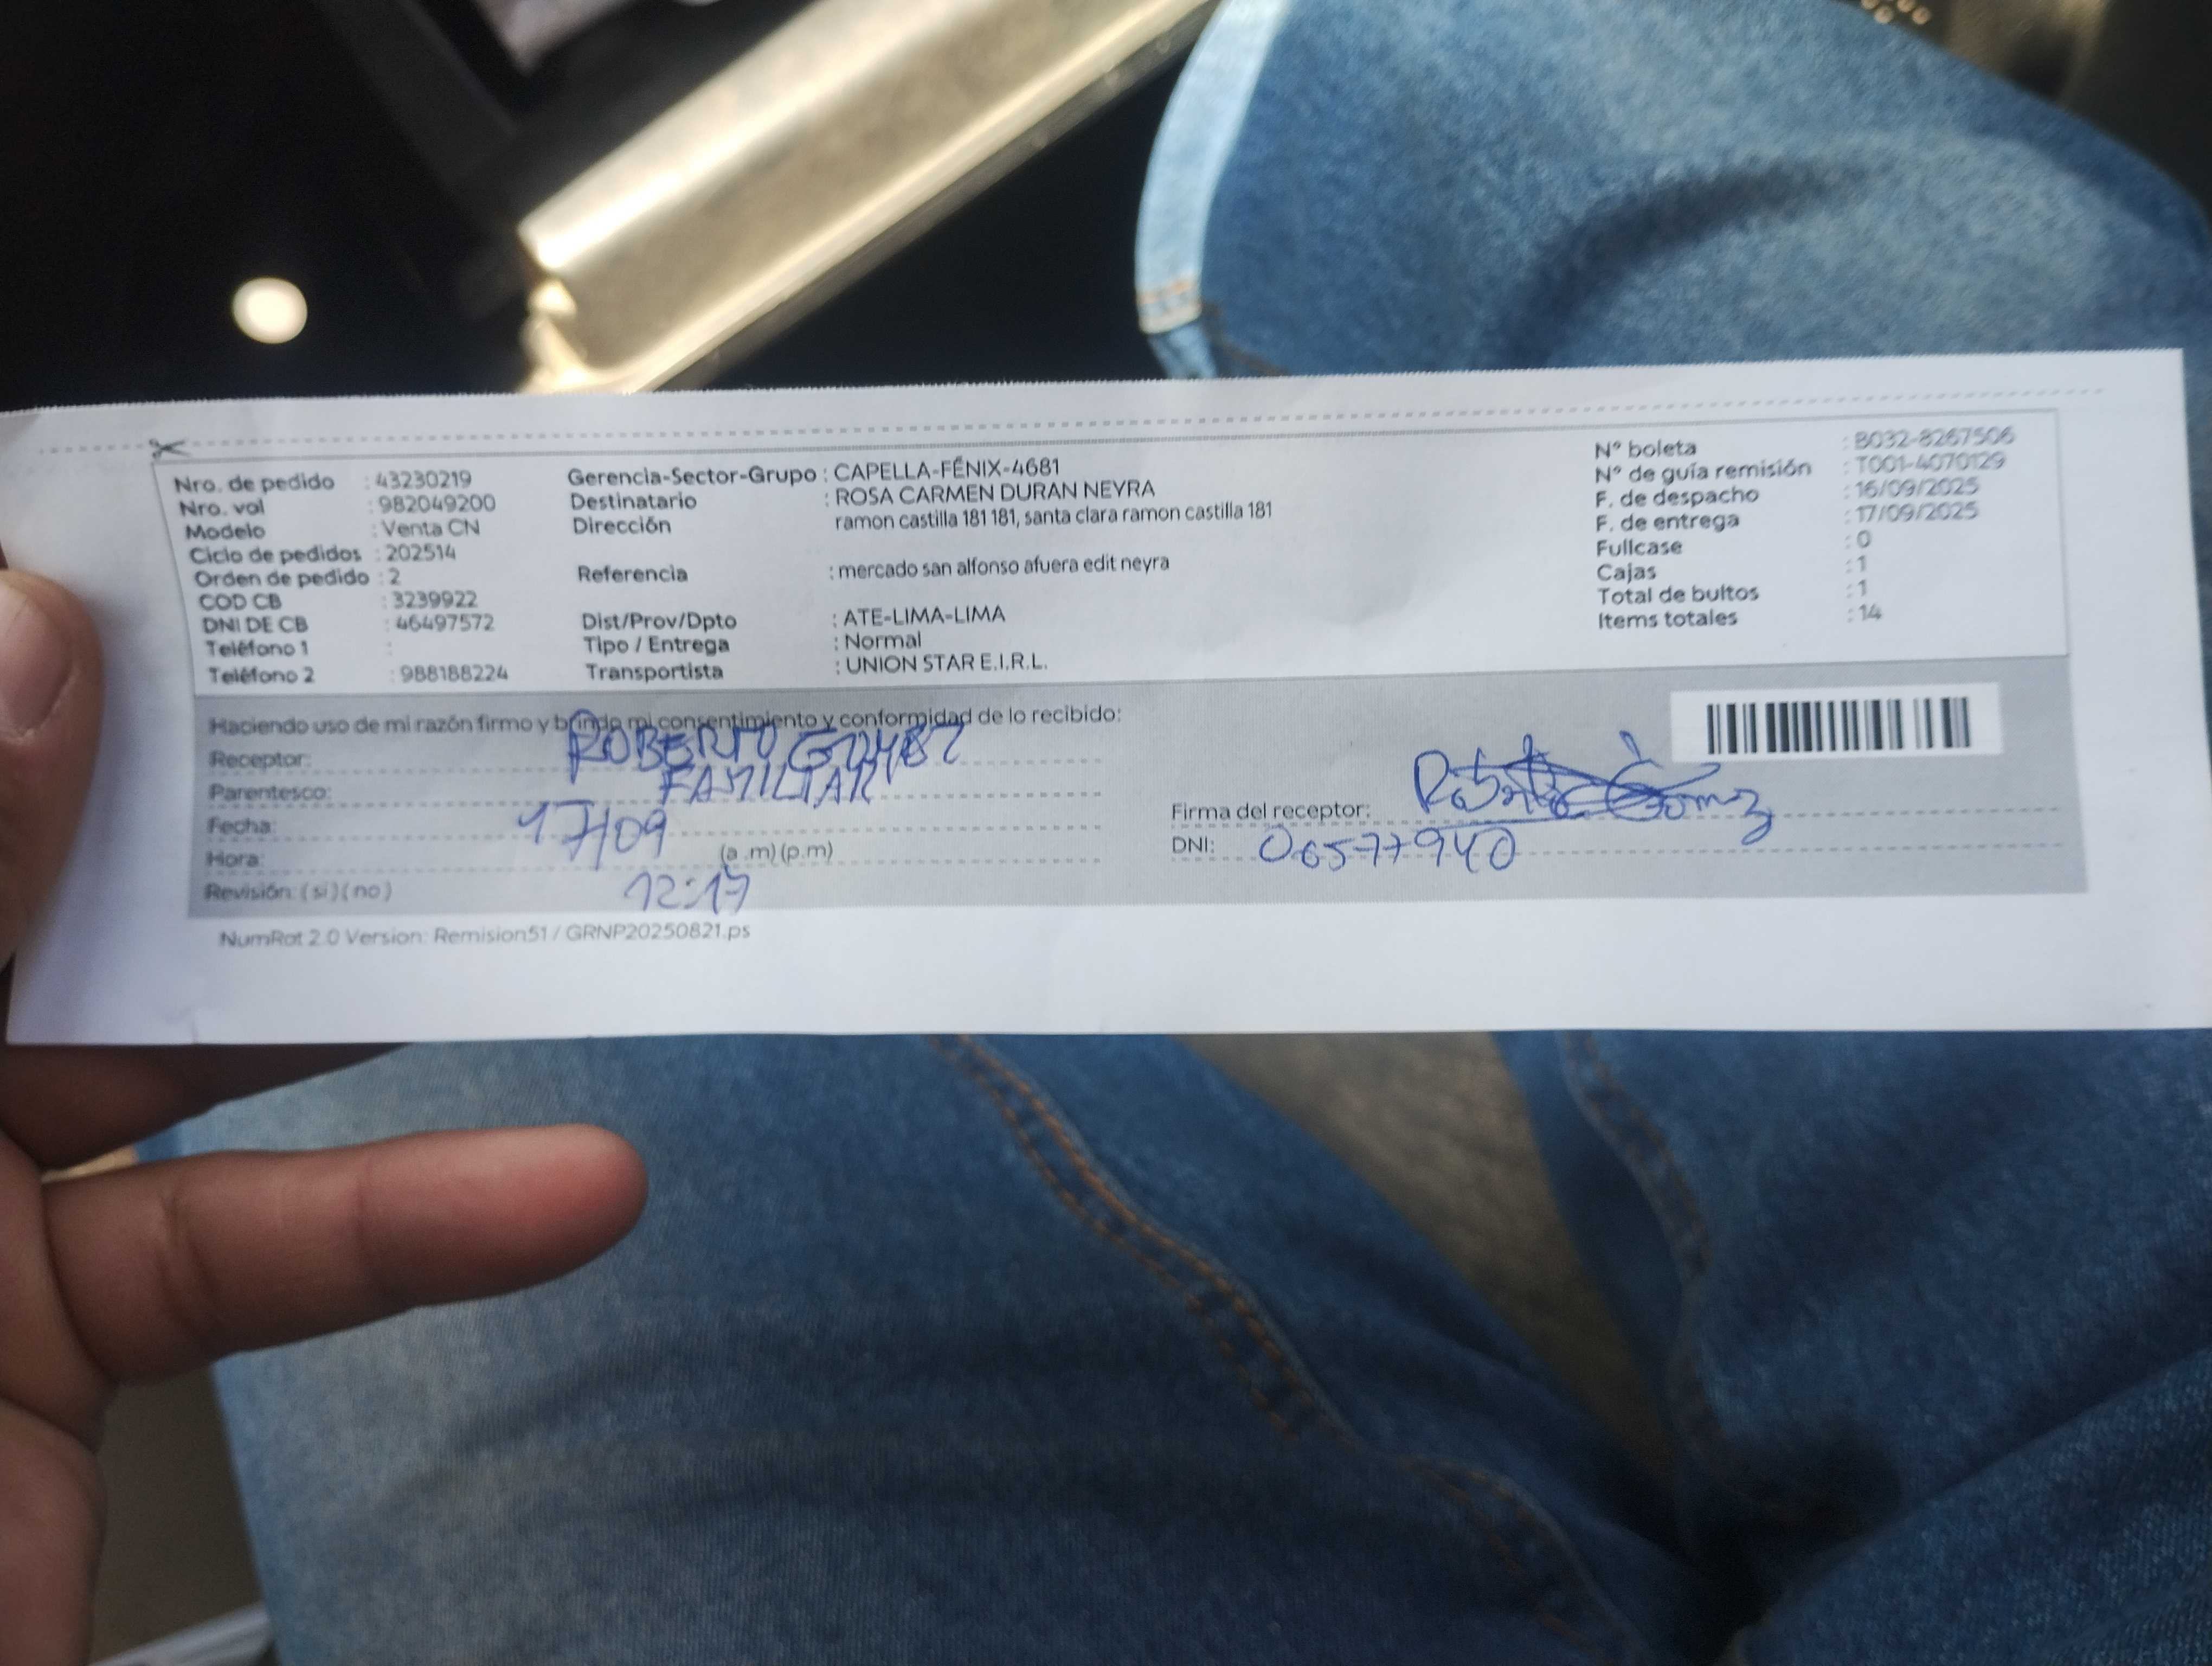 Nro. de pedido : 43230219
Nro. vol : 982049200
Modelo : Venta CN
Ciclo de pedidos : 202514
Orden de pedido : 2
COD CB : 3239922
DNI DE CB : 46497572
Teléfono 1 :
Teléfono 2 : 988188224
Gerencia-Sector-Grupo : CAPELLA-FÉNIX-4681
Destinatario : ROSA CARMEN DURAN NEYRA
Dirección ramon castilla 181 181, santa clara ramon castilla 181
Referencia : mercado san alfonso afuera edit neyra
Dist/Prov/Dpto : ATE-LIMA-LIMA
Tipo / Entrega : Normal
Transportista : UNION STAR E.I.R.L.
N° boleta : B032-8267506
N° de guía remisión : T001-4070129
F. de despacho : 16/09/2025
F. de entrega : 17/09/2025
Fullcase : 0
Cajas : 1
Total de bultos : 1
Items totales : 14
Haciendo uso de mi razón firmo y brindo mi consentimiento y conformidad de lo recibido:
Receptor: ROBERTO
Parentesco: FAMILIAR
Fecha: 17/09
Hora: (a .m) (p.m)
Revisión: ( si ) ( no ) 12:17
Firma del receptor: Gomez
DNI: 06577940
NumRot 2.0 Version: Remision51 / GRNP20250821.ps